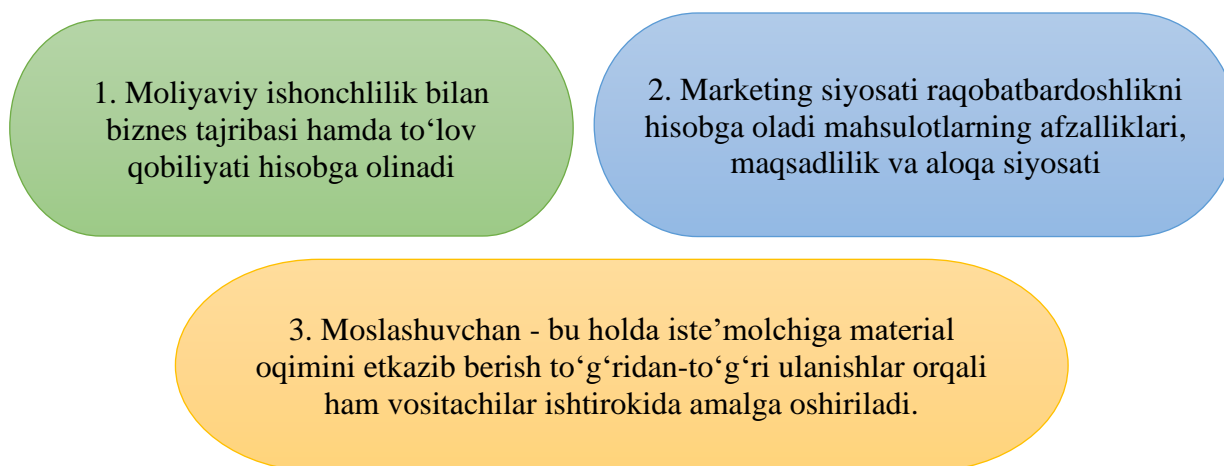 1. Moliyaviy ishonchlilik bilan
biznes tajribasi hamda to‘lov
qobiliyati hisobga olinadi
2. Marketing siyosati raqobatbardoshlikni
hisobga oladi mahsulotlarning afzalliklari,
maqsadlilik va aloqa siyosati
3. Moslashuvchan - bu holda iste’molchiga material
oqimini etkazib berish to‘g‘ridan-to‘g‘ri ulanishlar orqali
ham vositachilar ishtirokida amalga oshiriladi.